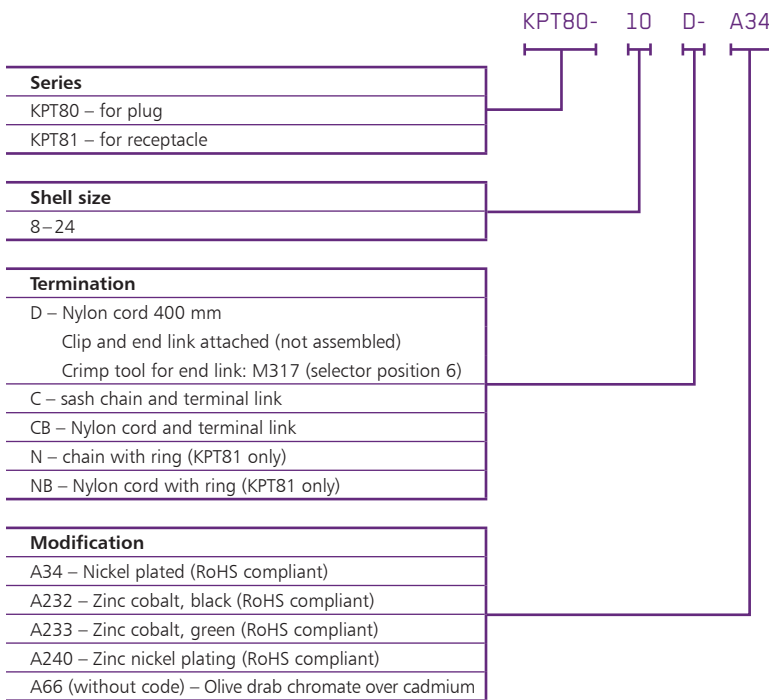 KPT80- 10 D- A34
Series
KPT80 – for plug
KPT81 – for receptacle
Shell size
8–24
Termination
D – Nylon cord 400 mm
Clip and end link attached (not assembled)
Crimp tool for end link: M317 (selector position 6)
C – sash chain and terminal link
CB – Nylon cord and terminal link
N – chain with ring (KPT81 only)
NB – Nylon cord with ring (KPT81 only)
Modification
A34 – Nickel plated (RoHS compliant)
A232 – Zinc cobalt, black (RoHS compliant)
A233 – Zinc cobalt, green (RoHS compliant)
A240 – Zinc nickel plating (RoHS compliant)
A66 (without code) – Olive drab chromate over cadmium